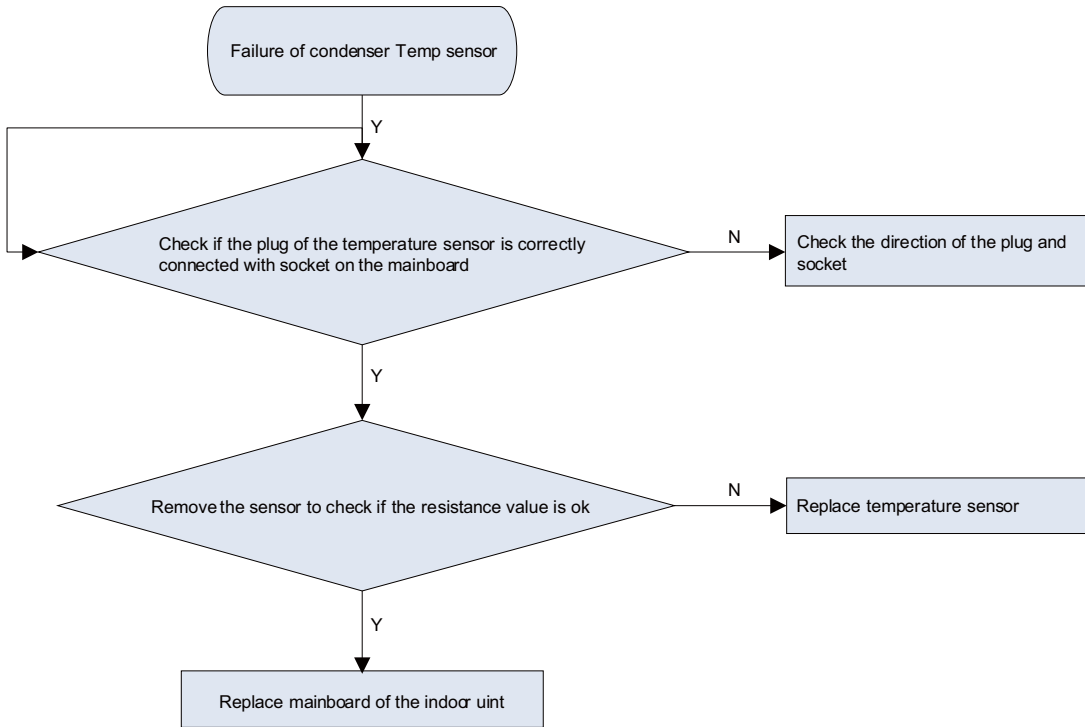 Failure of condenser Temp sensor
Y
Check if the plug of the temperature sensor is correctly
connected with socket on the mainboard
N
Check the direction of the plug and
socket
Y
Remove the sensor to check if the resistance value is ok
N
Replace temperature sensor
Y
Replace mainboard of the indoor uint